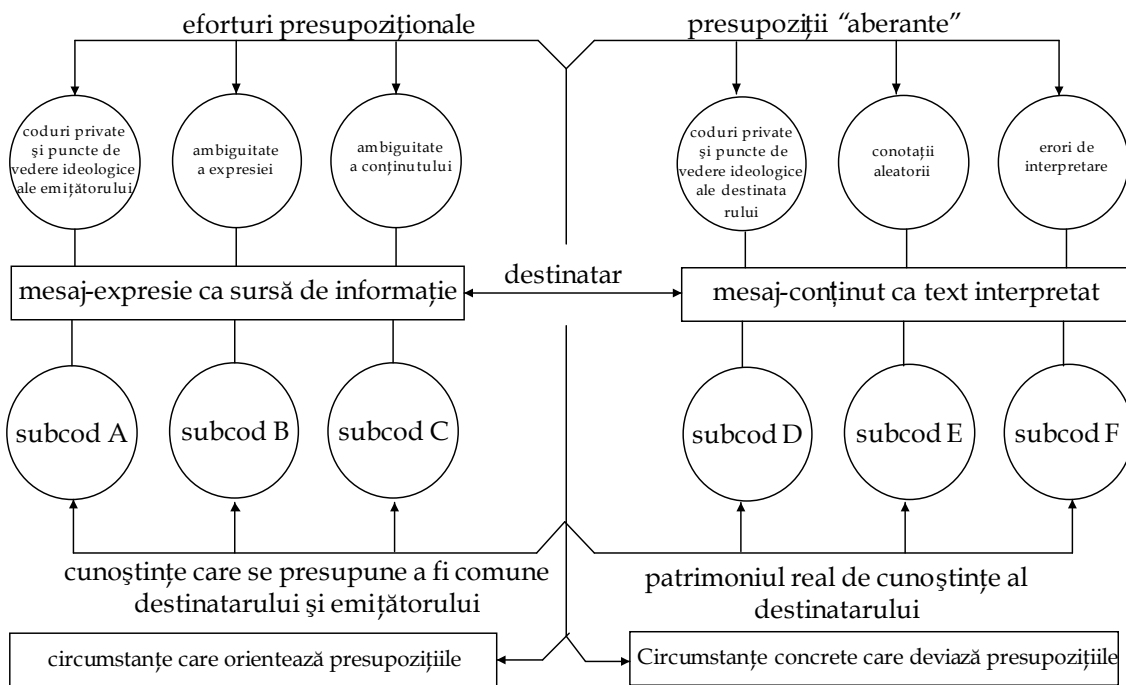 eforturi presupoziționale
presupoziții “aberante”
coduri private
şi puncte de
vedere ideologice
ale emițătorului
ambiguitate
a expresiei
ambiguitate
a conținutului
coduri private
şi puncte de
vedere ideologice
ale destinata
rului
conotații
aleatorii
erori de
interpretare
mesaj-expresie ca sursă de informație
destinatar
mesaj-conținut ca text interpretat
subcod A
subcod B
subcod C
subcod D
subcod E
subcod F
cunoştințe care se presupune a fi comune
destinatarului şi emițătorului
patrimoniul real de cunoştințe al
destinatarului
circumstanțe care orientează presupozițiile
Circumstanțe concrete care deviază presupozițiile